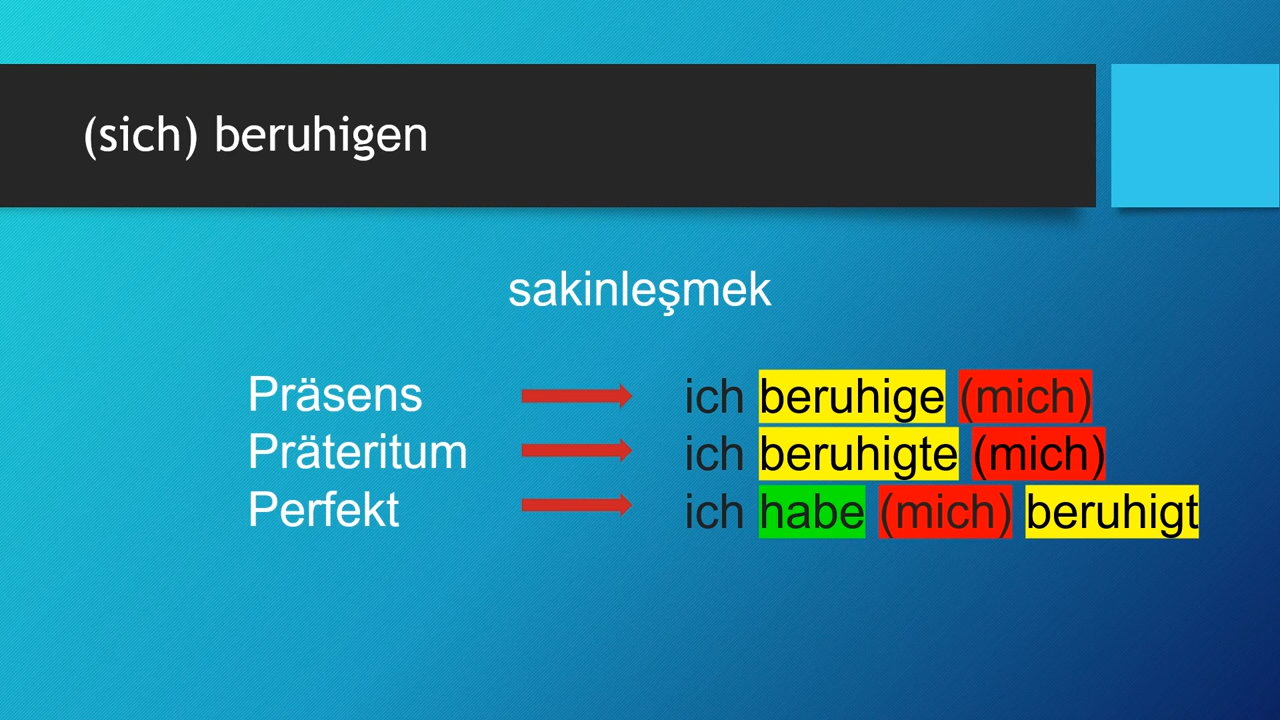 (sich) beruhigen
sakinleşmek
Präsens ich beruhige (mich)
Präteritum ich beruhigte (mich)
Perfekt ich habe (mich) beruhigt